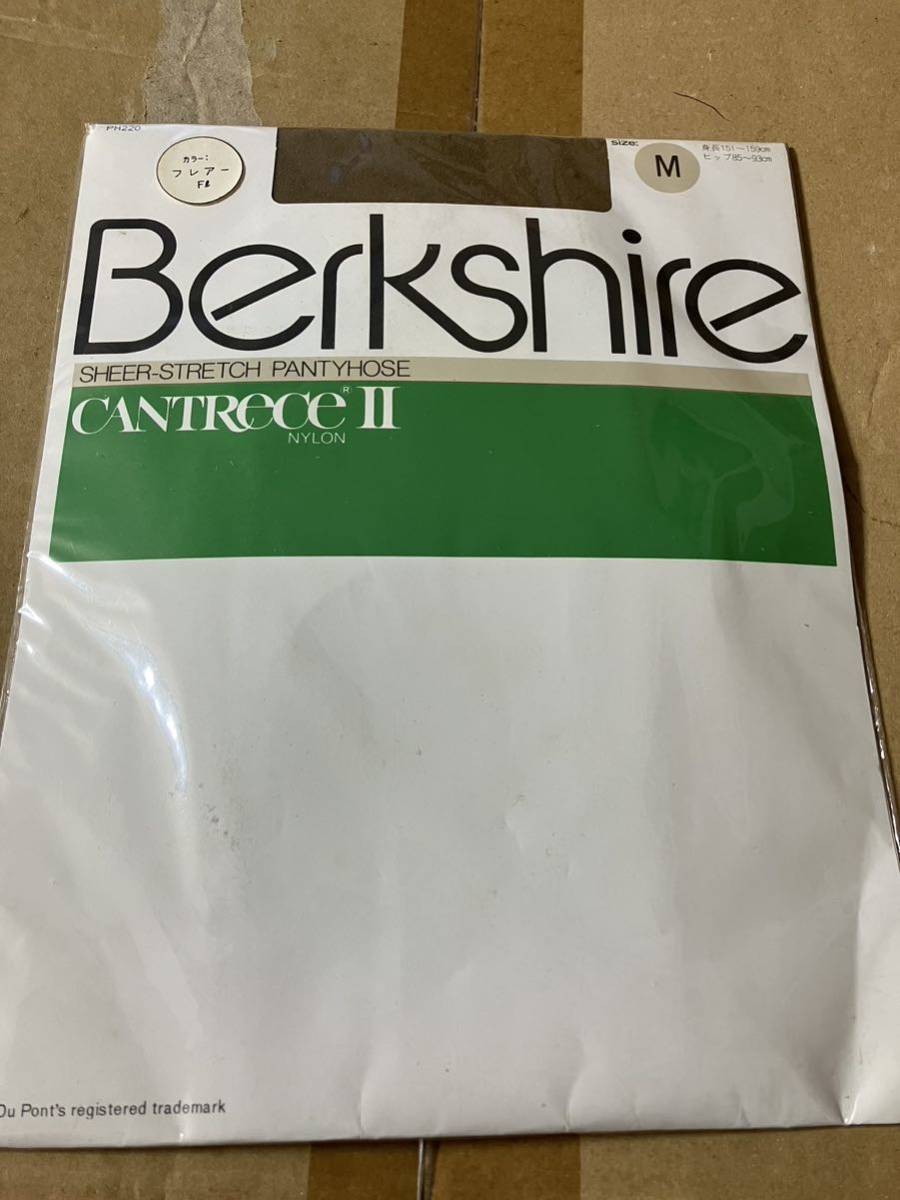 PH220
カラー:
フレアー
Fℓ
size:
M
身長151~159cm
ヒップ85~93cm
Berkshire
SHEER-STRETCH PANTYHOSE
CANTRECE® II
NYLON
Du Pont's registered trademark